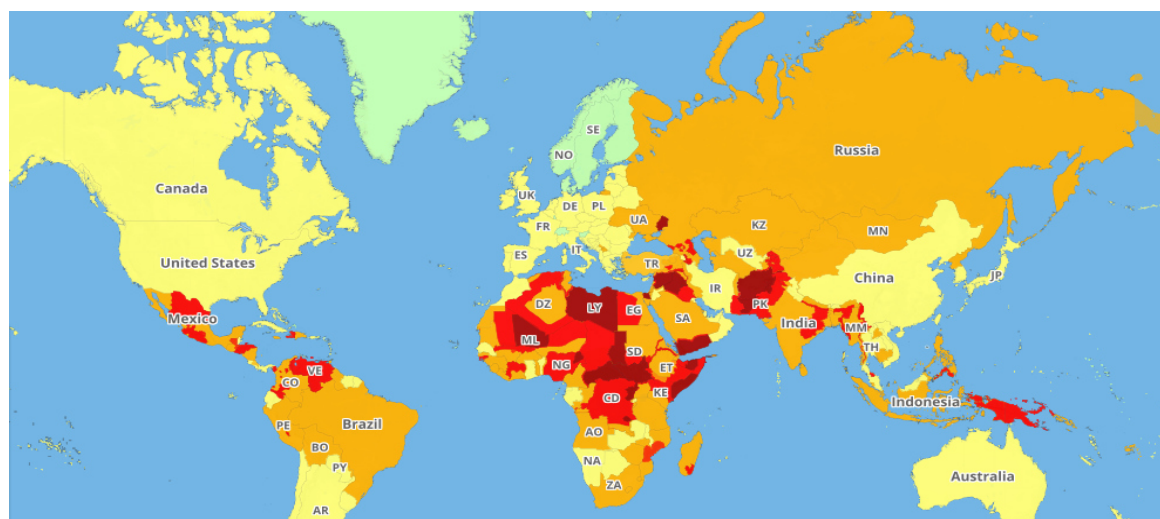 SE
NO
Russia
Canada
UK
DE
PL
FR
UA
KZ
MN
ES
IT
TR
UZ
United States
China
JP
IR
DZ
LY
EG
PK
SA
India
Mexico
ML
SD
MM
TH
NG
ET
VE
CO
CD
KE
Indonesia
PE
Brazil
AO
BO
NA
PY
ZA
Australia
AR